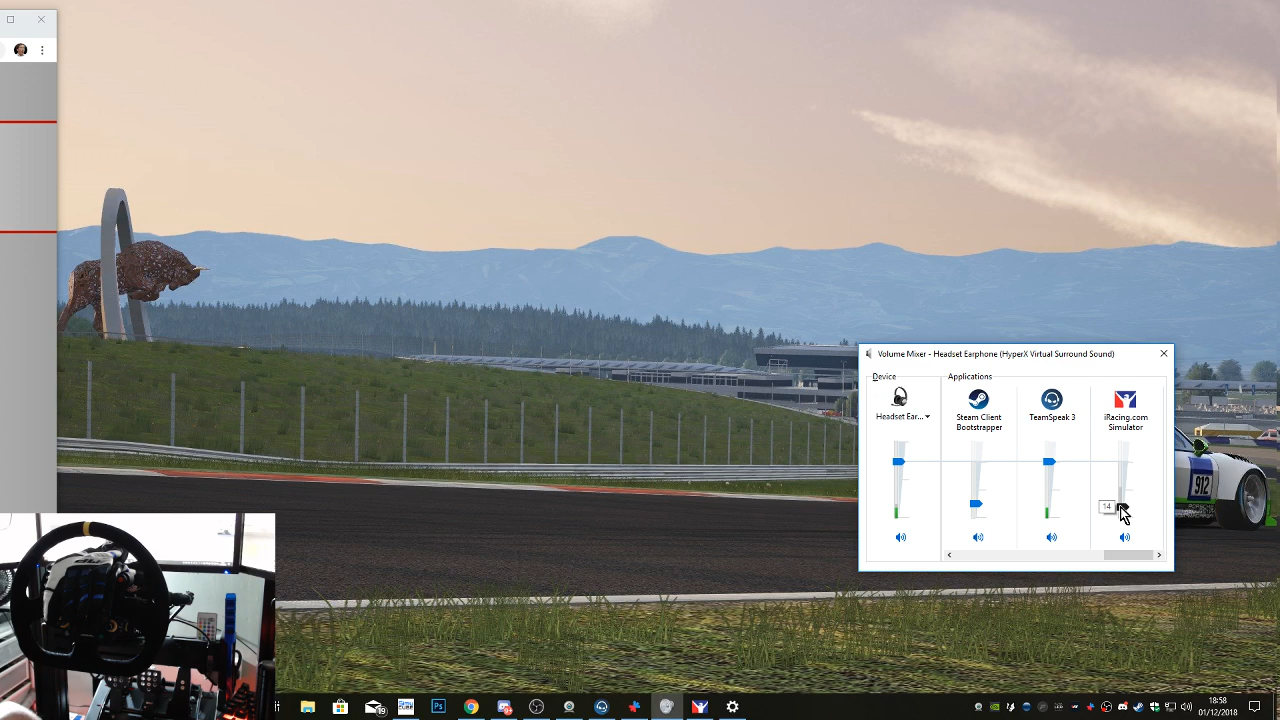 Volume Mixer - Headset Earphone (HyperX Virtual Surround Sound)
Device
Applications
Headset Ear...
Steam Client
Bootstrapper
TeamSpeak 3
iRacing.com
Simulator
14
912
Ps
18:58
01/12/2018